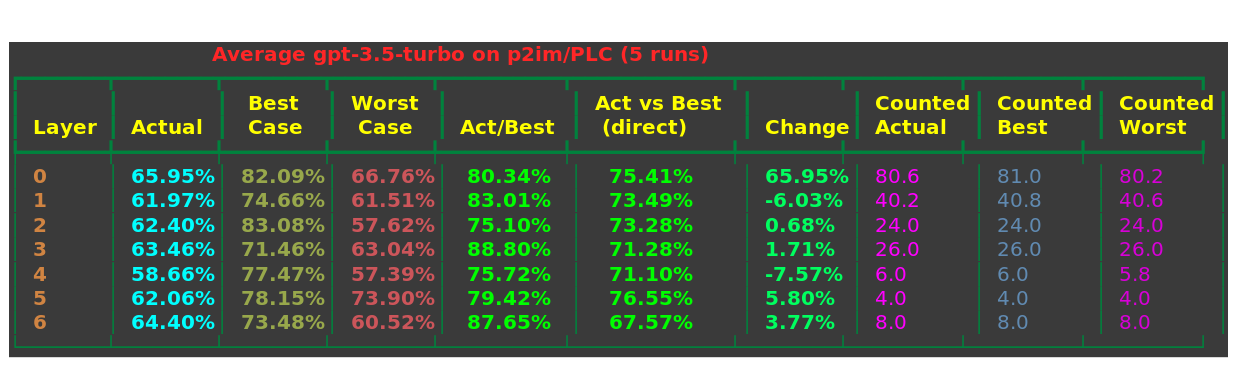 Average gpt-3.5-turbo on p2im/PLC (5 runs)
Best Worst Act vs Best Counted Counted Counted
Layer Actual Case Case Act/Best (direct) Change Actual Best Worst
0 65.95% 82.09% 66.76% 80.34% 75.41% 65.95% 80.6 81.0 80.2
1 61.97% 74.66% 61.51% 83.01% 73.49% -6.03% 40.2 40.8 40.6
2 62.40% 83.08% 57.62% 75.10% 73.28% 0.68% 24.0 24.0 24.0
3 63.46% 71.46% 63.04% 88.80% 71.28% 1.71% 26.0 26.0 26.0
4 58.66% 77.47% 57.39% 75.72% 71.10% -7.57% 6.0 6.0 5.8
5 62.06% 78.15% 73.90% 79.42% 76.55% 5.80% 4.0 4.0 4.0
6 64.40% 73.48% 60.52% 87.65% 67.57% 3.77% 8.0 8.0 8.0